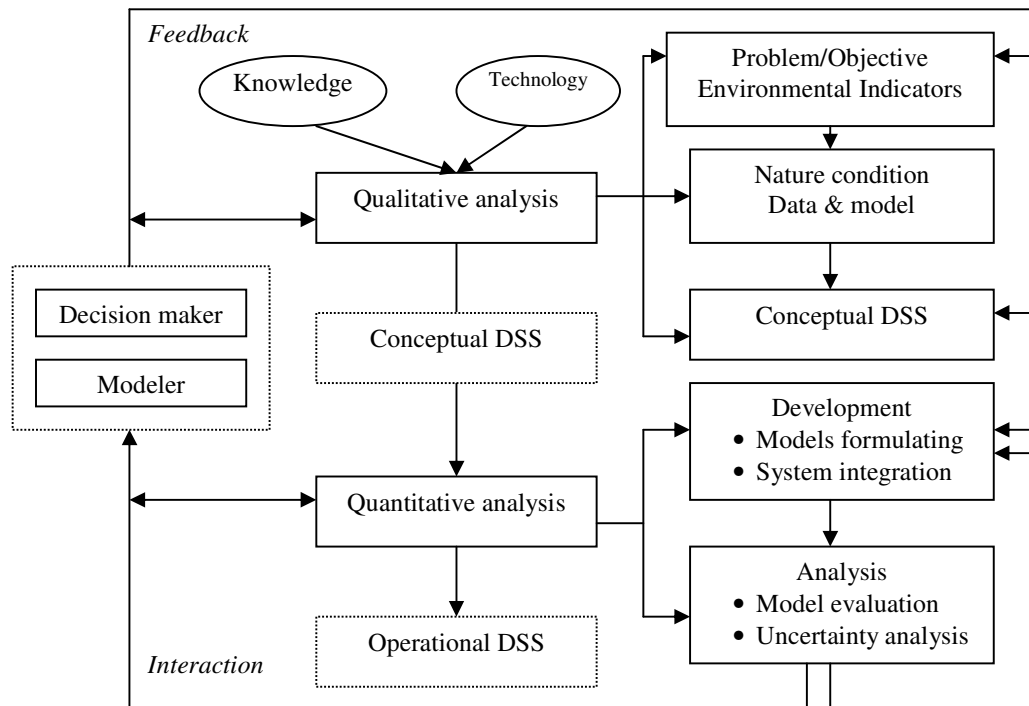 Feedback
Knowledge
Technology
Problem/Objective
Environmental Indicators
Qualitative analysis
Nature condition
Data & model
Decision maker
Modeler
Conceptual DSS
Conceptual DSS
Development
• Models formulating
• System integration
Quantitative analysis
Analysis
• Model evaluation
• Uncertainty analysis
Operational DSS
Interaction